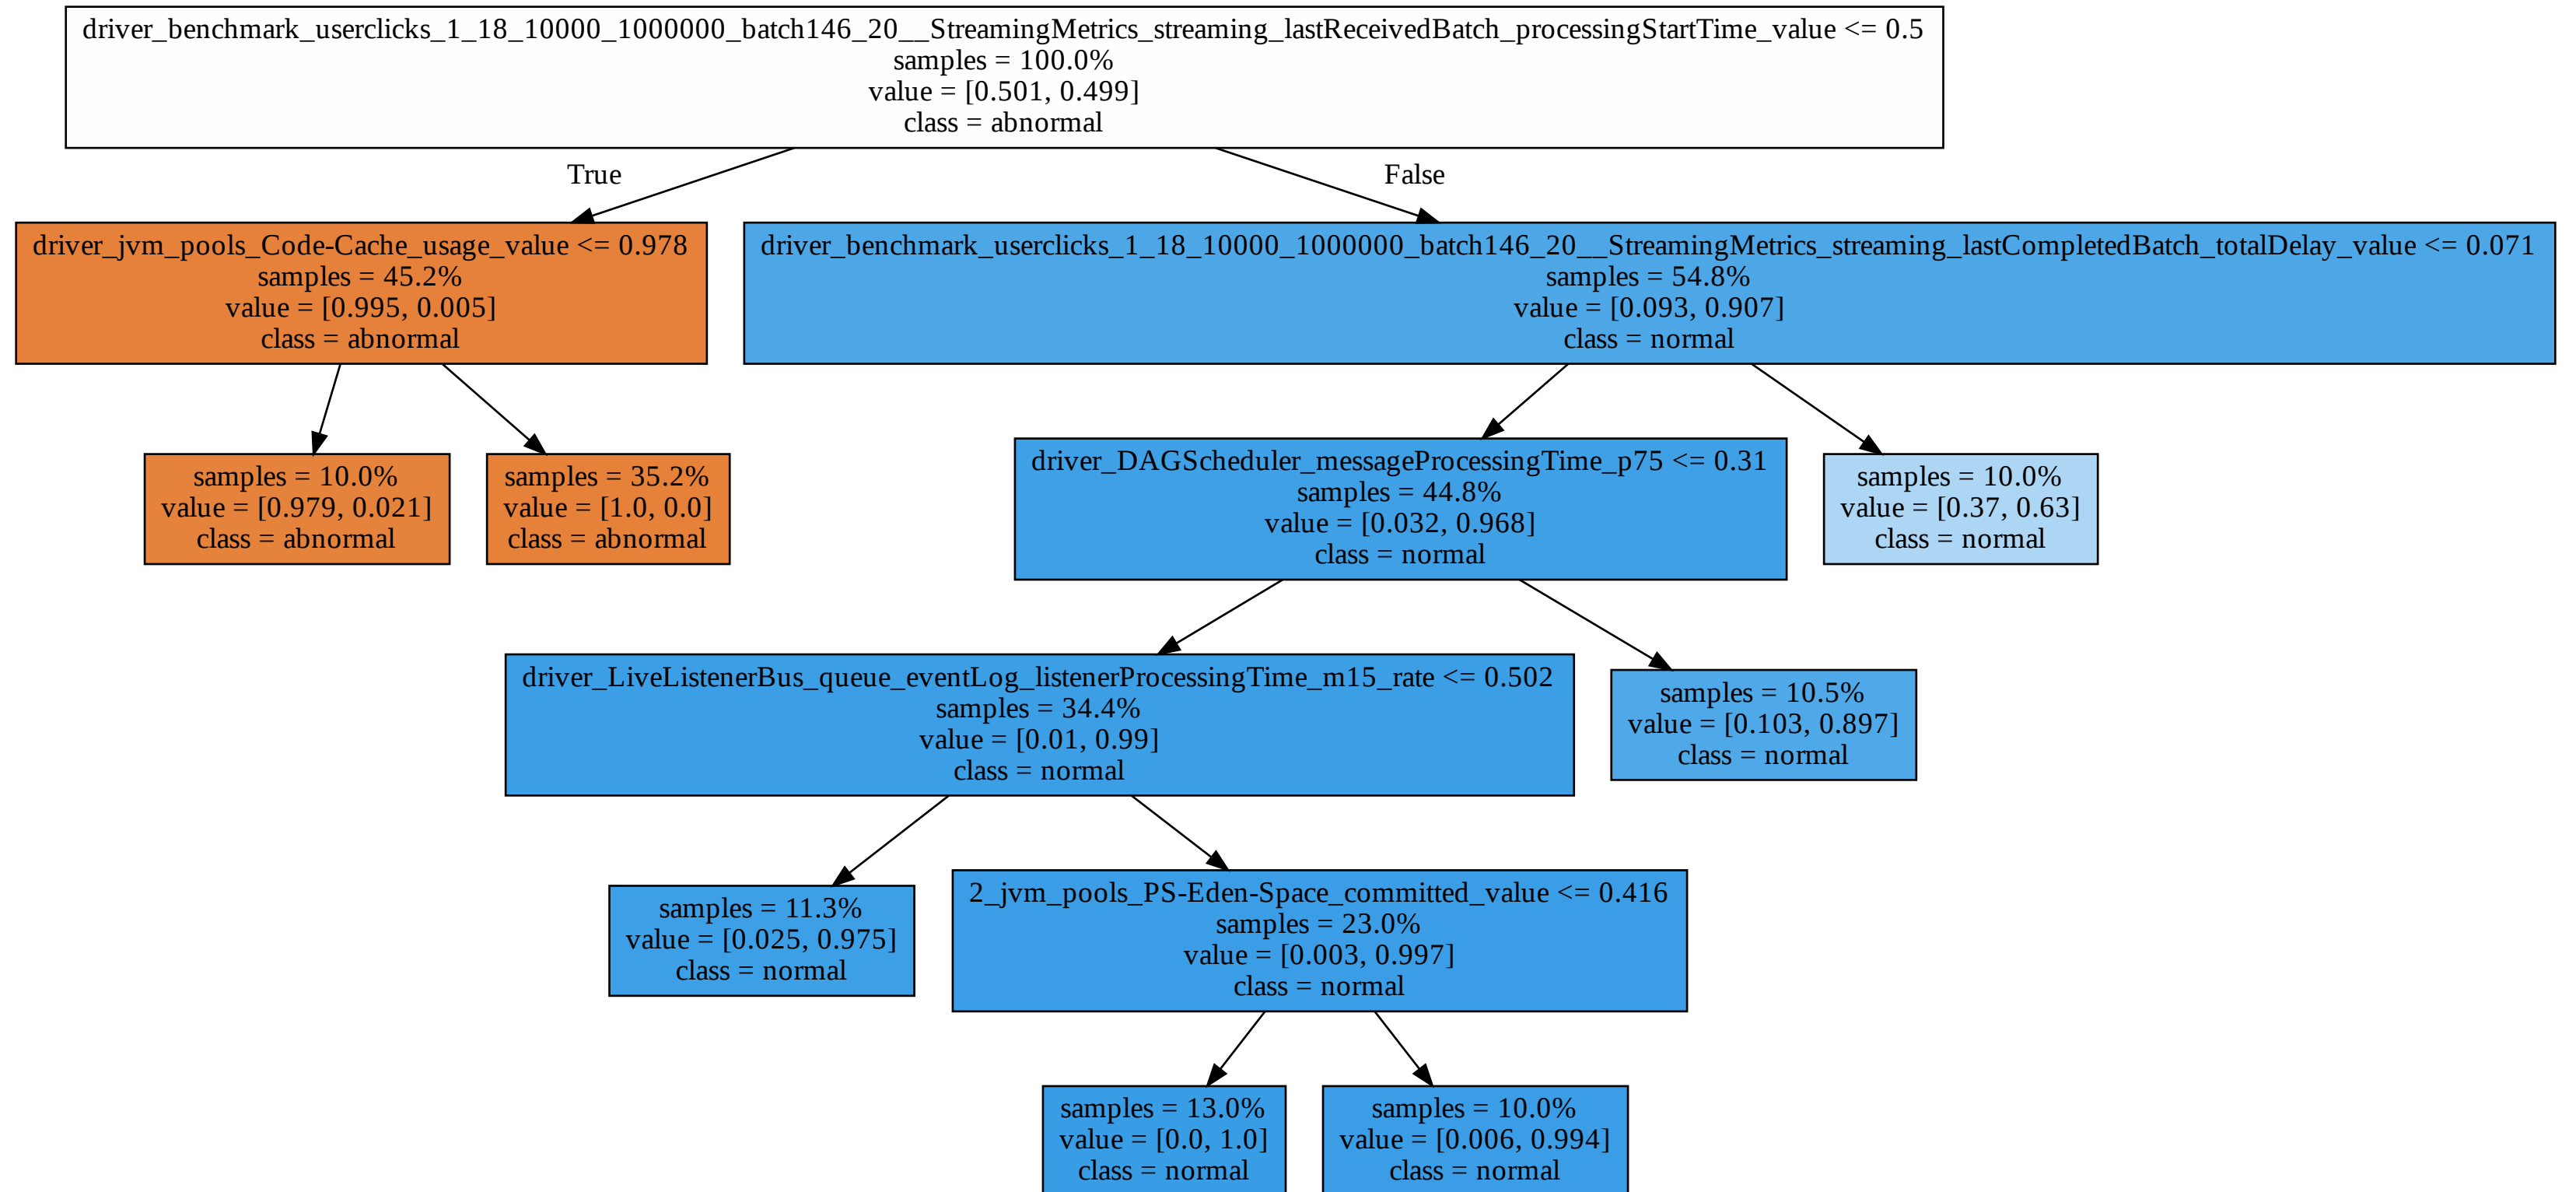 driver_benchmark_userclicks_1_18_10000_1000000_batch146_20__StreamingMetrics_streaming_lastReceivedBatch_processingStartTime_value <= 0.5
samples = 100.0%
value = [0.501, 0.499]
class = abnormal
True
False
driver_jvm_pools_Code-Cache_usage_value <= 0.978
samples = 45.2%
value = [0.995, 0.005]
class = abnormal
driver_benchmark_userclicks_1_18_10000_1000000_batch146_20__StreamingMetrics_streaming_lastCompletedBatch_totalDelay_value <= 0.071
samples = 54.8%
value = [0.093, 0.907]
class = normal
samples = 10.0%
value = [0.979, 0.021]
class = abnormal
samples = 35.2%
value = [1.0, 0.0]
class = abnormal
driver_DAGScheduler_messageProcessingTime_p75 <= 0.31
samples = 44.8%
value = [0.032, 0.968]
class = normal
samples = 10.0%
value = [0.37, 0.63]
class = normal
driver_LiveListenerBus_queue_eventLog_listenerProcessingTime_m15_rate <= 0.502
samples = 34.4%
value = [0.01, 0.99]
class = normal
samples = 10.5%
value = [0.103, 0.897]
class = normal
samples = 11.3%
value = [0.025, 0.975]
class = normal
2_jvm_pools_PS-Eden-Space_committed_value <= 0.416
samples = 23.0%
value = [0.003, 0.997]
class = normal
samples = 13.0%
value = [0.0, 1.0]
class = normal
samples = 10.0%
value = [0.006, 0.994]
class = normal